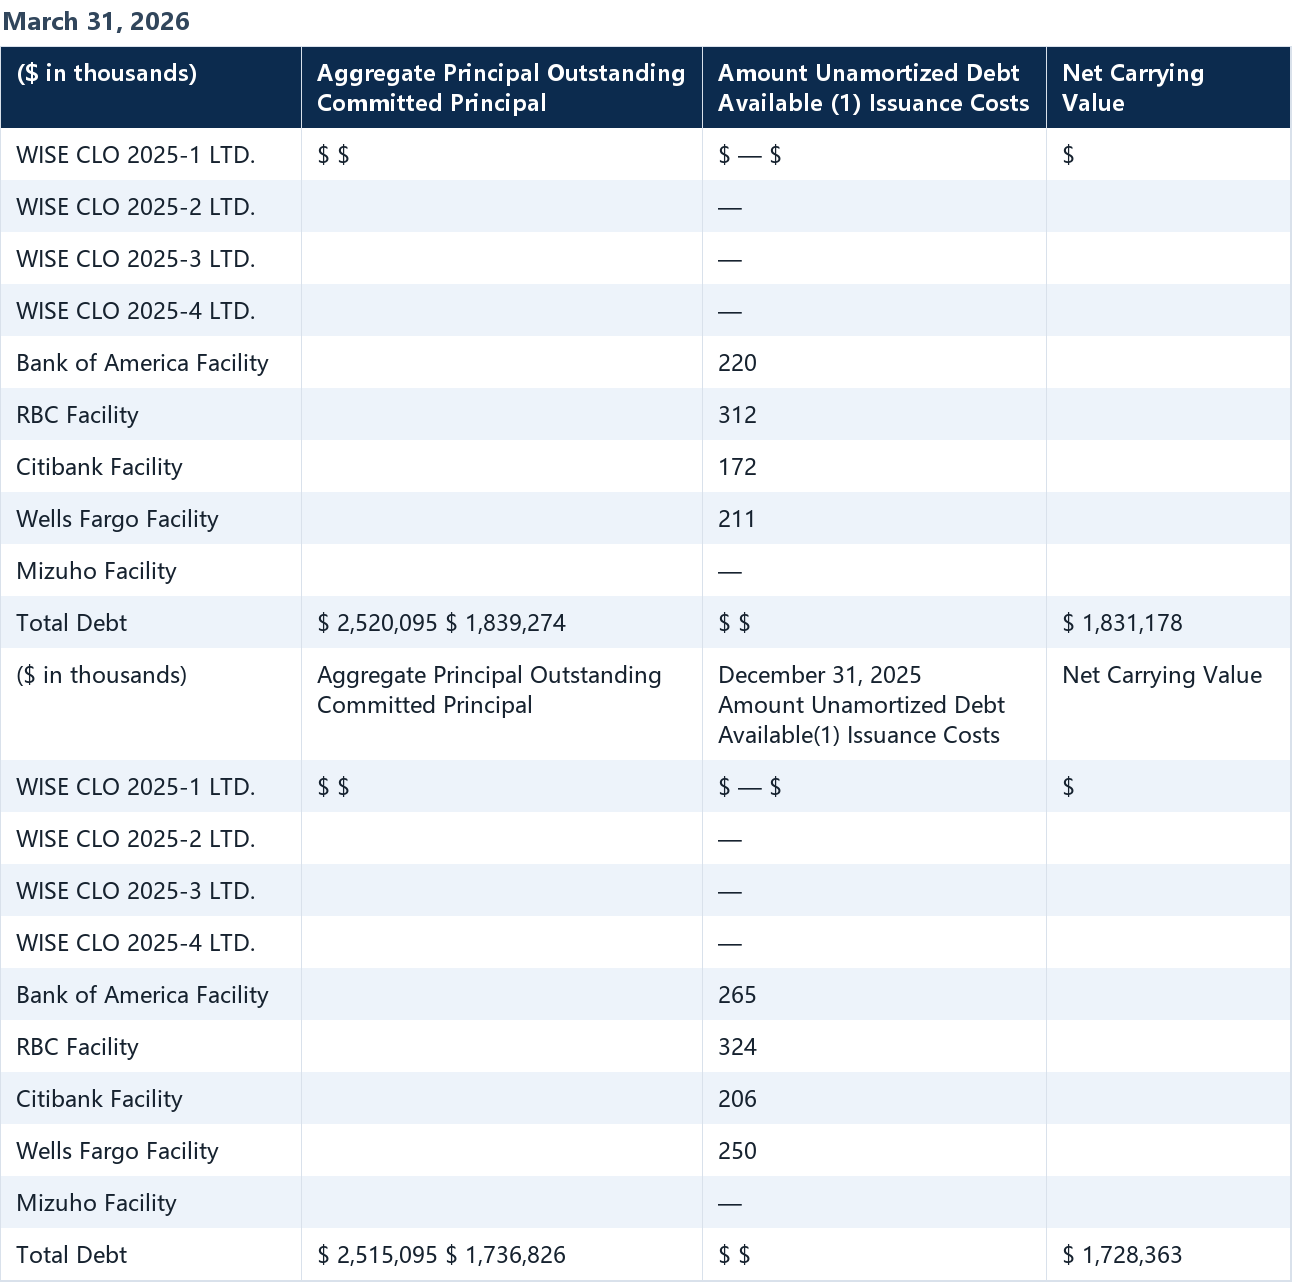 March 31, 2026
($ in thousands) Aggregate Principal Outstanding Amount Unamortized Debt Net Carrying
Committed Principal Available (1) Issuance Costs Value
WISE CLO 2025-1 LTD. $ $ $ — $ $
WISE CLO 2025-2 LTD. —
WISE CLO 2025-3 LTD. —
WISE CLO 2025-4 LTD. —
Bank of America Facility 220
RBC Facility 312
Citibank Facility 172
Wells Fargo Facility 211
Mizuho Facility —
Total Debt $ 2,520,095 $ 1,839,274 $ $ $ 1,831,178
($ in thousands) Aggregate Principal Outstanding December 31, 2025 Net Carrying Value
Committed Principal Amount Unamortized Debt
Available(1) Issuance Costs
WISE CLO 2025-1 LTD. $ $ $ — $ $
WISE CLO 2025-2 LTD. —
WISE CLO 2025-3 LTD. —
WISE CLO 2025-4 LTD. —
Bank of America Facility 265
RBC Facility 324
Citibank Facility 206
Wells Fargo Facility 250
Mizuho Facility —
Total Debt $ 2,515,095 $ 1,736,826 $ $ $ 1,728,363